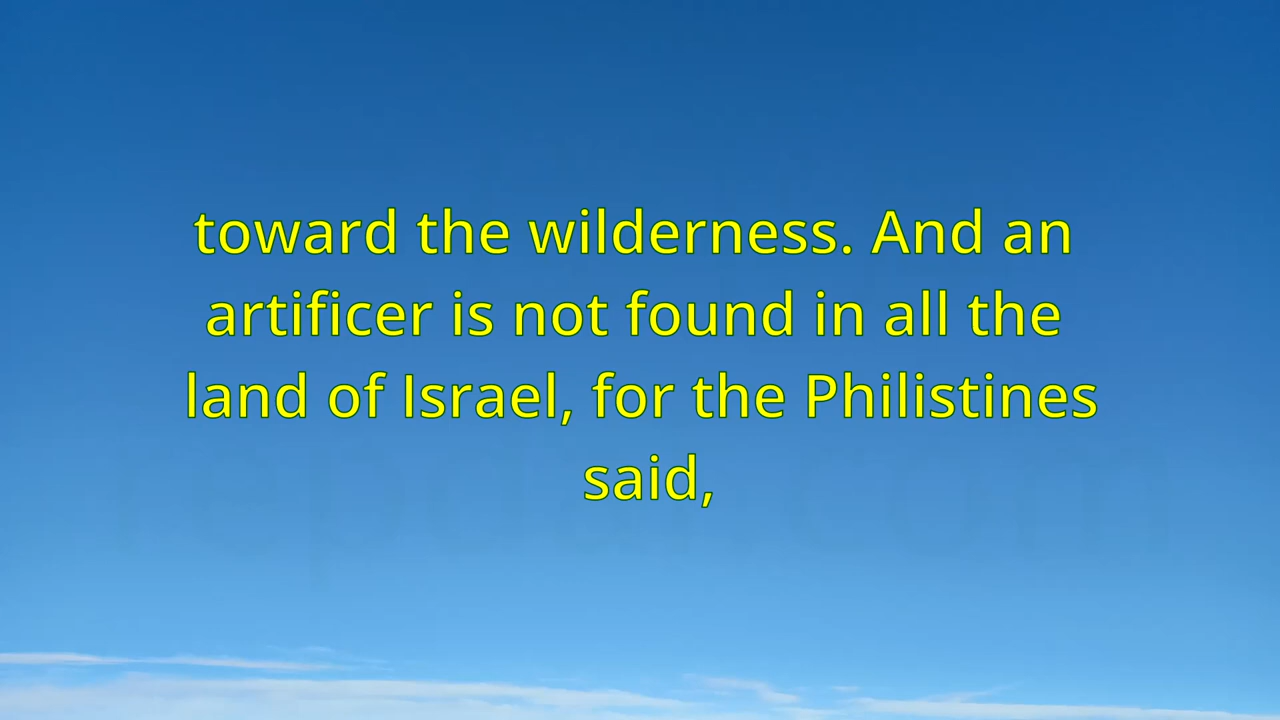 toward the wilderness. And an
artificer is not found in all the
land of Israel, for the Philistines
said,